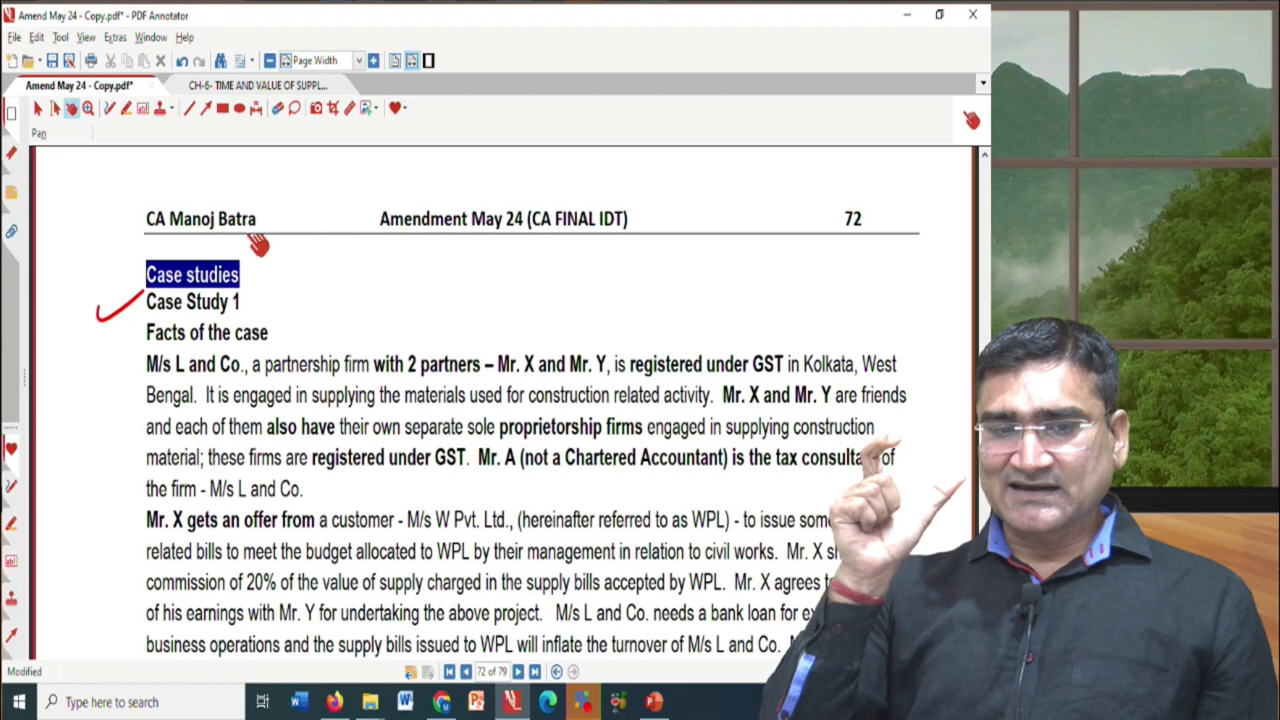 Amend May 24 - Copy.pdf* - PDF Annotator
File Edit Tool View Extras Window Help
Page Width
Amend May 24 - Copy.pdf*
CH-6- TIME AND VALUE OF SUPPL...
Pan
CA Manoj Batra Amendment May 24 (CA FINAL IDT) 72
Case studies
Case Study 1
Facts of the case
M/s L and Co., a partnership firm with 2 partners – Mr. X and Mr. Y, is registered under GST in Kolkata, West
Bengal. It is engaged in supplying the materials used for construction related activity. Mr. X and Mr. Y are friends
and each of them also have their own separate sole proprietorship firms engaged in supplying construction
material; these firms are registered under GST. Mr. A (not a Chartered Accountant) is the tax consulta of
the firm - M/s L and Co.
Mr. X gets an offer from a customer - M/s W Pvt. Ltd., (hereinafter referred to as WPL) - to issue som
related bills to meet the budget allocated to WPL by their management in relation to civil works. Mr. X s
commission of 20% of the value of supply charged in the supply bills accepted by WPL. Mr. X agrees t
of his earnings with Mr. Y for undertaking the above project. M/s L and Co. needs a bank loan for e
business operations and the supply bills issued to WPL will inflate the turnover of M/s L and Co.
Modified
72 of 79
Type here to search